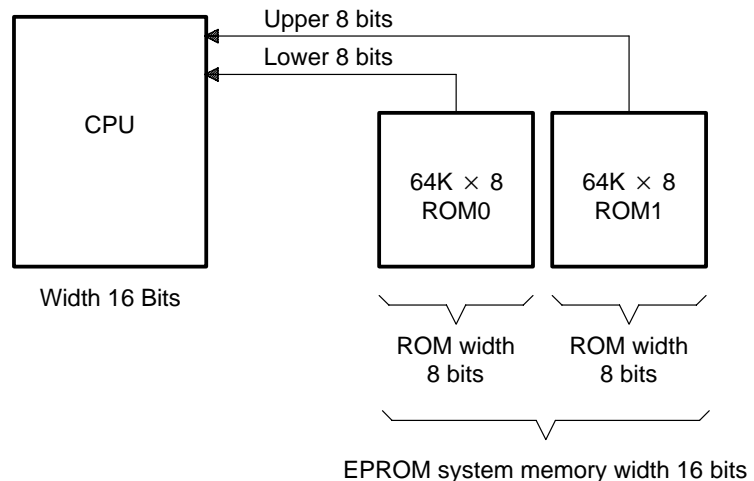 Upper 8 bits
Lower 8 bits
CPU
64K × 8
ROM0
64K × 8
ROM1
Width 16 Bits
ROM width
8 bits
ROM width
8 bits
EPROM system memory width 16 bits